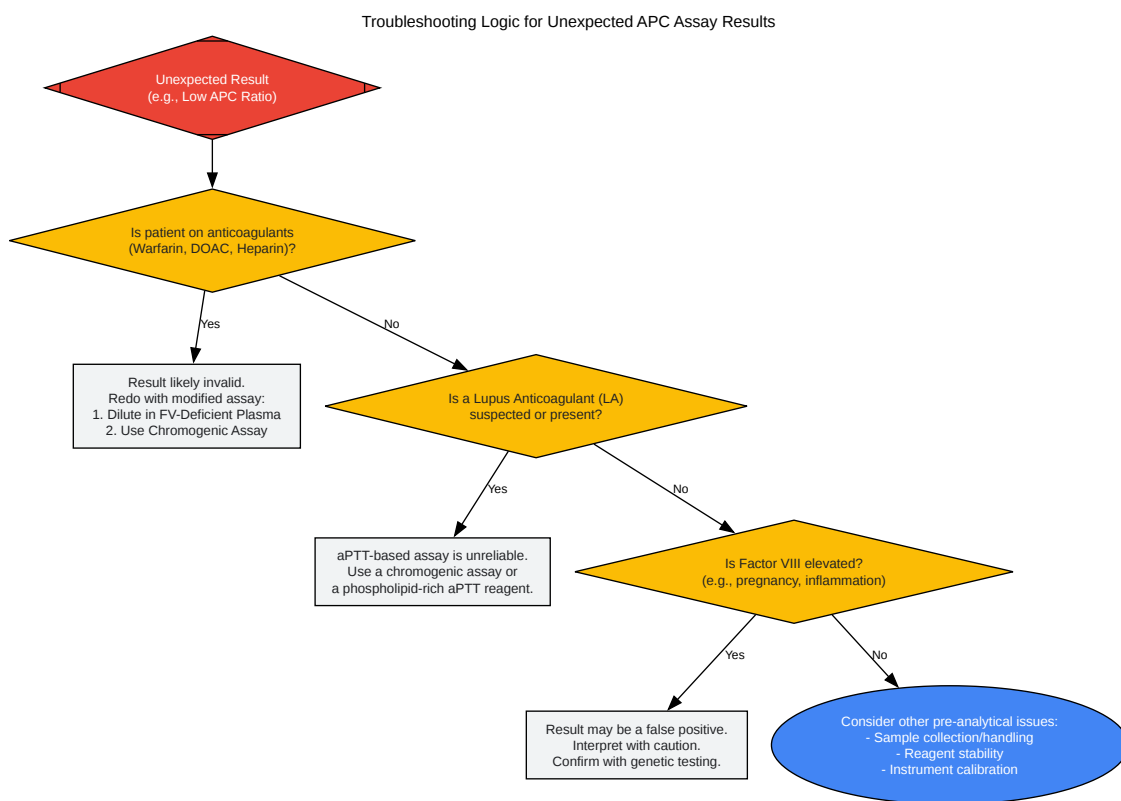 Troubleshooting Logic for Unexpected APC Assay Results
Unexpected Result
(e.g., Low APC Ratio)
Is patient on anticoagulants
(Warfarin, DOAC, Heparin)?
Yes
No
Result likely invalid.
Redo with modified assay:
1. Dilute in FV-Deficient Plasma
2. Use Chromogenic Assay
Is a Lupus Anticoagulant (LA)
suspected or present?
Yes
No
aPTT-based assay is unreliable.
Use a chromogenic assay or
a phospholipid-rich aPTT reagent.
Is Factor VIII elevated?
(e.g., pregnancy, inflammation)
Yes
No
Result may be a false positive.
Interpret with caution.
Confirm with genetic testing.
Consider other pre-analytical issues:
- Sample collection/handling
- Reagent stability
- Instrument calibration